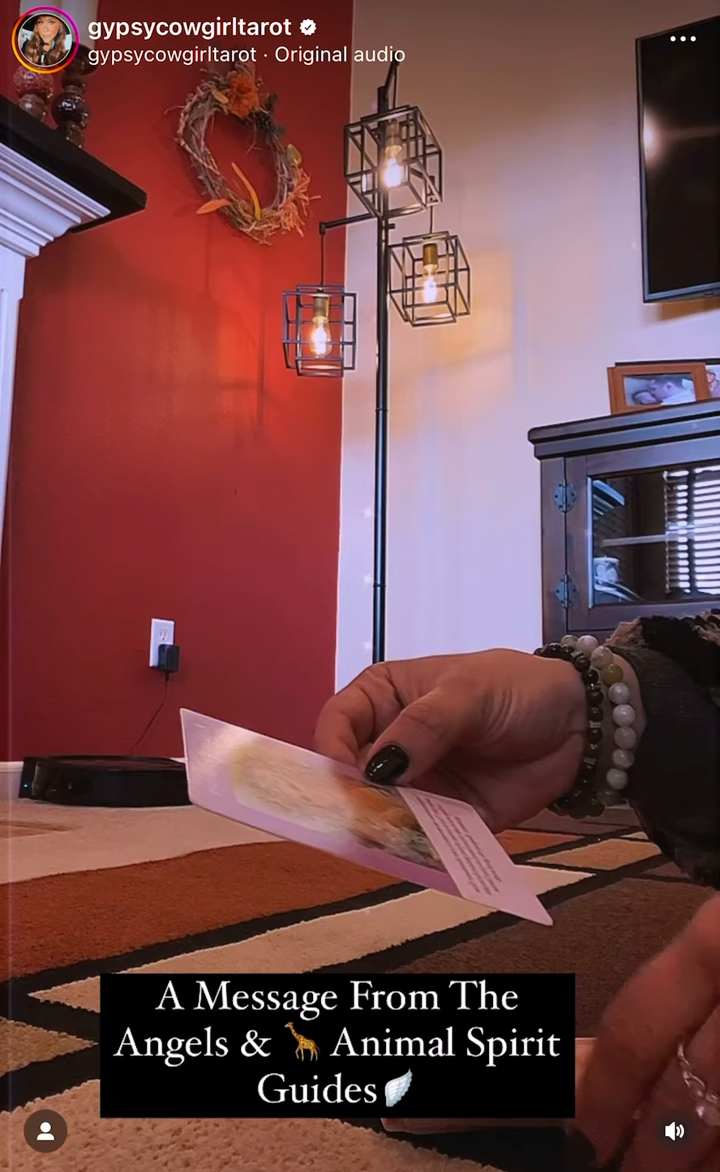 gypsycowgirltarot
gypsycowgirltarot · Original audio
A Message From The
Angels & 🦒 Animal Spirit
Guides🪽